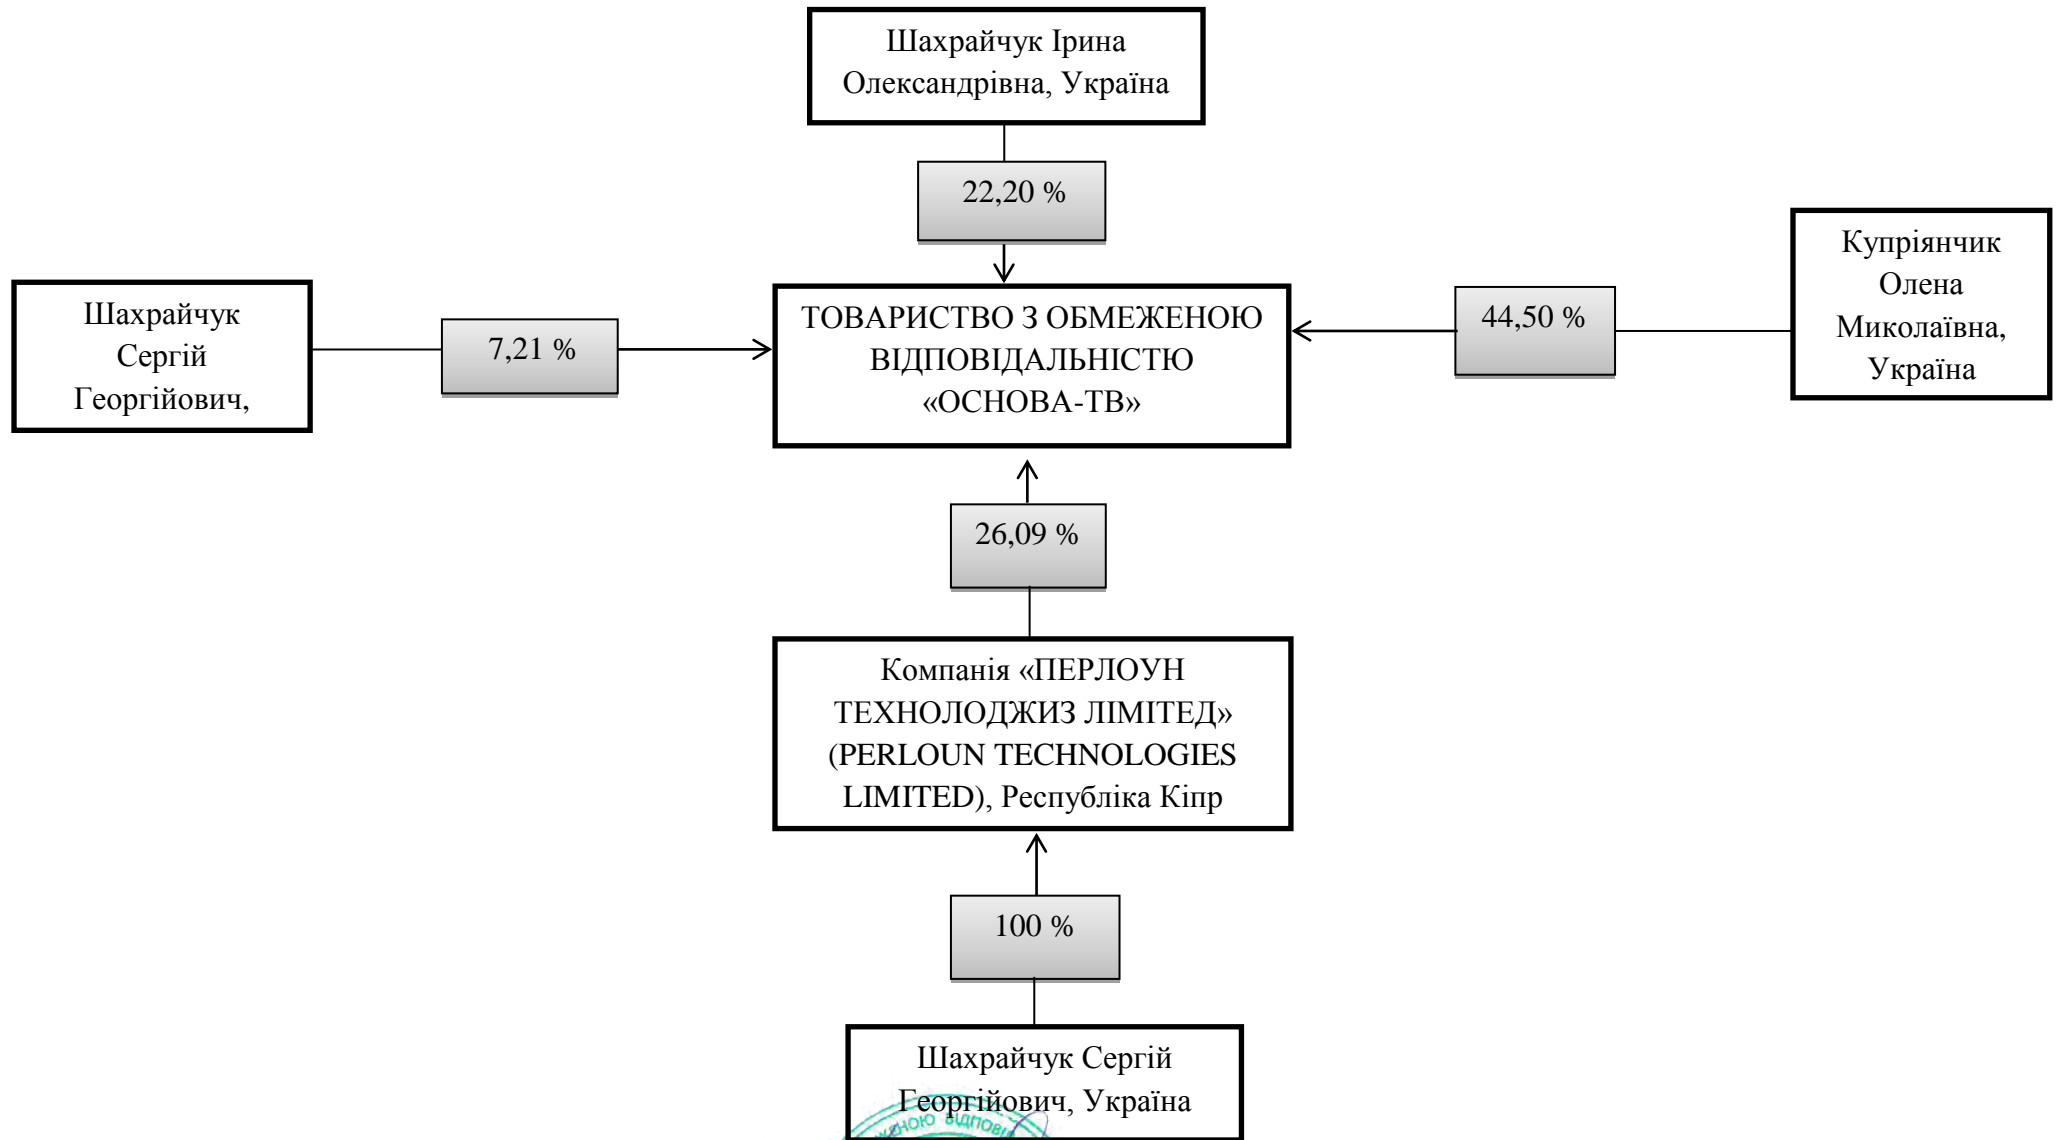 Шахрайчук Ірина
Олександрівна, Україна
22,20 %
Шахрайчук
Сергій
Георгійович,
7,21 %
ТОВАРИСТВО З ОБМЕЖЕНОЮ
ВІДПОВІДАЛЬНІСТЮ
«ОСНОВА-ТВ»
44,50 %
Купріянчик
Олена
Миколаївна,
Україна
26,09 %
Компанія «ПЕРЛОУН
ТЕХНОЛОДЖИЗ ЛІМІТЕД»
(PERLOUN TECHNOLOGIES
LIMITED), Республіка Кіпр
100 %
Шахрайчук Сергій
Георгійович, Україна